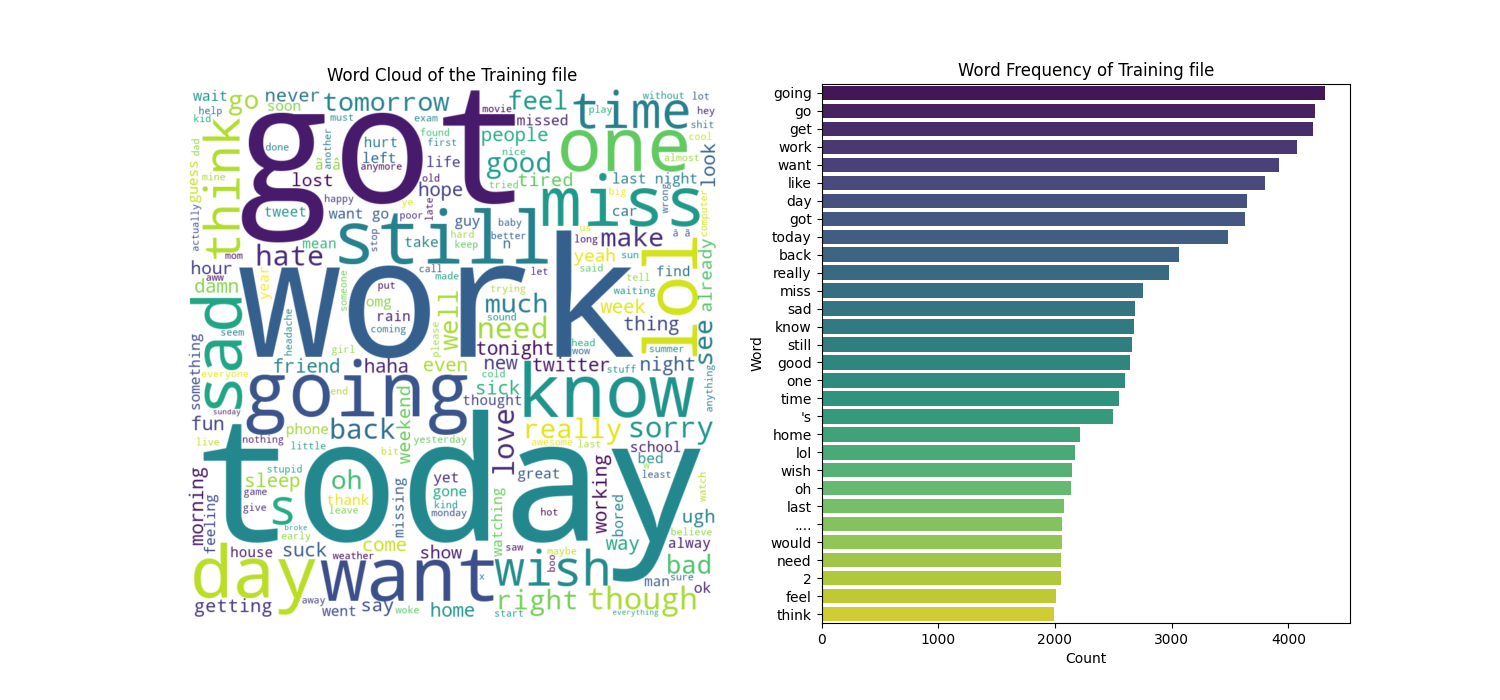 Word Cloud of the Training file
wait go never tomorrow feel time without lot
help soon movie play hey
kid must exam missed shit
got
think another done hurt left found first people one cool
dad anymore nice good almost look
guess mine lost life tried tired last night
happy old hope miss big wrong computer
tweet want go poor ye late guy baby car us ä ä
actually mean stop still take hard keep better n long make
mom hate yeah sun already
hour aww year someone call made let said tell find
damn put work trying waiting lol
omg much week
rain well sound need thing see
sad seem headache coming please tonight head wow summer
something girl friend haha even new twitter stuff night
everyone going end cold sick know anything
sunday thought
fun phone back weekend yesterday love really sorry
live nothing little bit awesome last school
morning stupid sleep oh yet great working bed w least watch
game s thank gone
give today kind
feeling leave missing monday hot bored ugh
broke early watching believe
house suck weather come show saw maybe way alway
day want x wish boo man sure bad
away ok
getting went say woke home right start though everything
Word Frequency of Training file
Word
going
go
get
work
want
like
day
got
today
back
really
miss
sad
know
still
good
one
time
's
home
lol
wish
oh
last
....
would
need
2
feel
think
0 1000 2000 3000 4000
Count